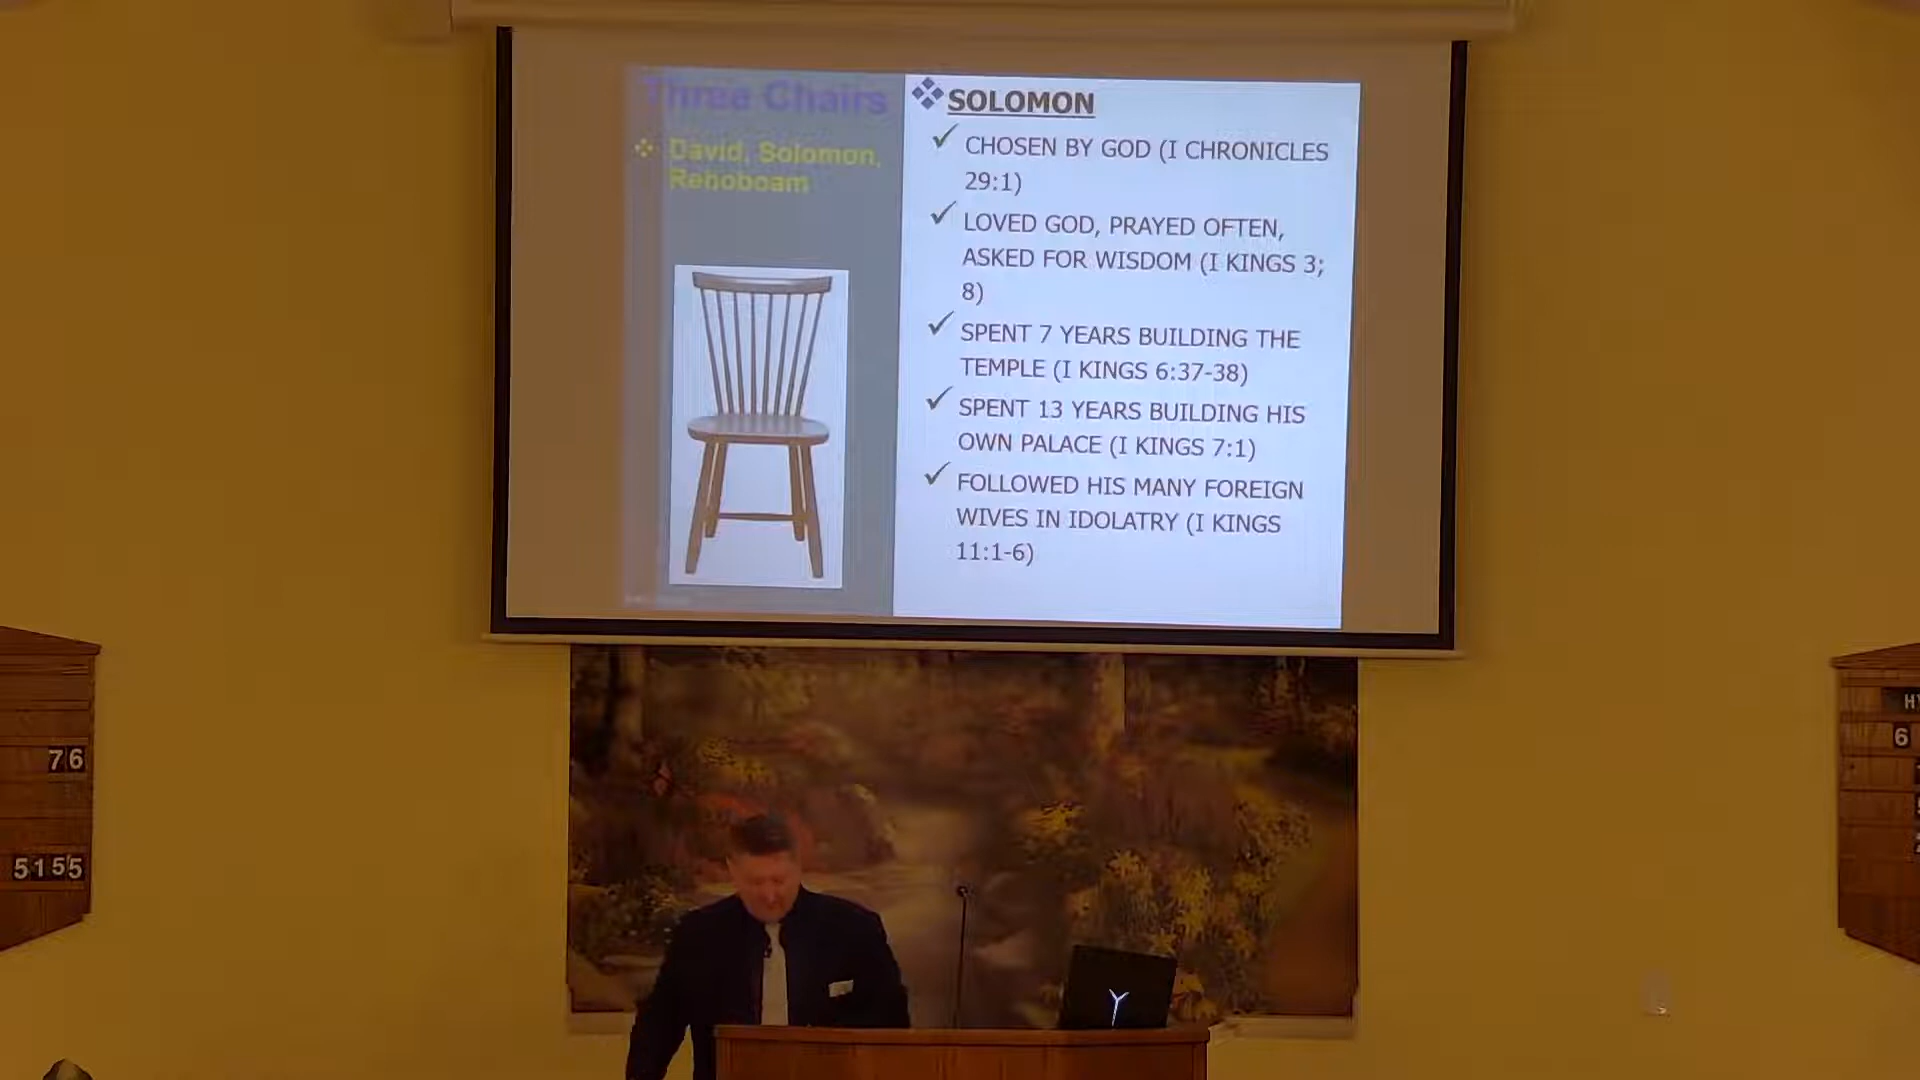 Three Chairs
David, Solomon,
Rehoboam
SOLOMON
CHOSEN BY GOD (I CHRONICLES
29:1)
LOVED GOD, PRAYED OFTEN,
ASKED FOR WISDOM (I KINGS 3;
8)
SPENT 7 YEARS BUILDING THE
TEMPLE (I KINGS 6:37-38)
SPENT 13 YEARS BUILDING HIS
OWN PALACE (I KINGS 7:1)
FOLLOWED HIS MANY FOREIGN
WIVES IN IDOLATRY (I KINGS
11:1-6)
76
5155
6